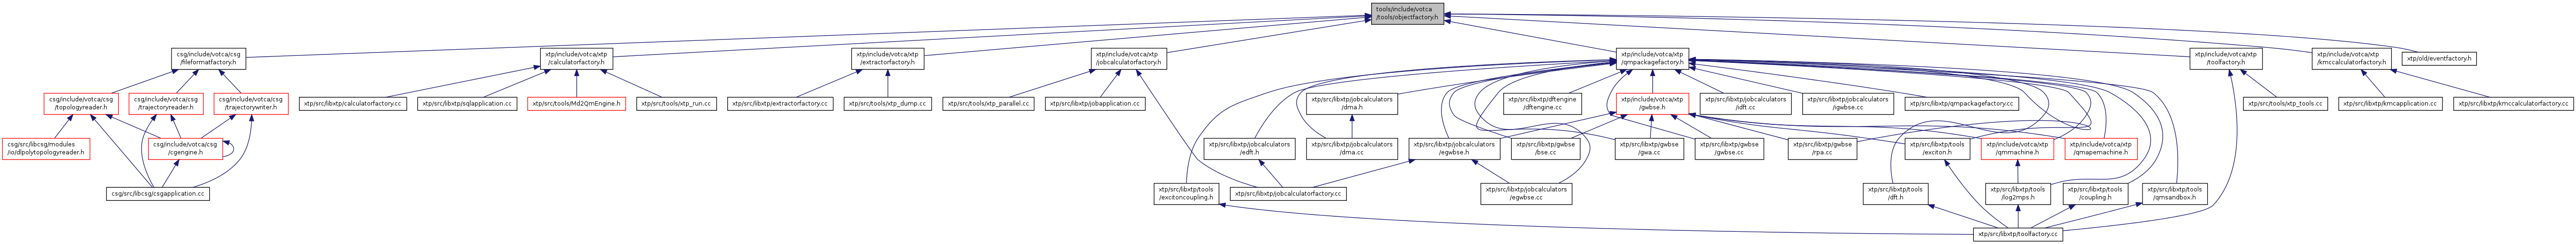 tools/include/votca
/tools/objectfactory.h
csg/include/votca/csg
/fileformatfactory.h
xtp/include/votca/xtp
/calculatorfactory.h
xtp/include/votca/xtp
/extractorfactory.h
xtp/include/votca/xtp
/jobcalculatorfactory.h
xtp/include/votca/xtp
/qmpackagefactory.h
xtp/include/votca/xtp
/toolfactory.h
xtp/include/votca/xtp
/kmccalculatorfactory.h
xtp/old/eventfactory.h
csg/include/votca/csg
/topologyreader.h
csg/include/votca/csg
/trajectoryreader.h
csg/include/votca/csg
/trajectorywriter.h
xtp/src/libxtp/calculatorfactory.cc
xtp/src/libxtp/sqlapplication.cc
xtp/src/tools/Md2QmEngine.h
xtp/src/tools/xtp_run.cc
xtp/src/libxtp/extractorfactory.cc
xtp/src/tools/xtp_dump.cc
xtp/src/tools/xtp_parallel.cc
xtp/src/libxtp/jobapplication.cc
xtp/src/libxtp/jobcalculators
/dma.h
xtp/src/libxtp/dftengine
/dftengine.cc
xtp/include/votca/xtp
/gwbse.h
xtp/src/libxtp/jobcalculators
/dft.cc
xtp/src/libxtp/jobcalculators
/gwbse.cc
xtp/src/libxtp/qmpackagefactory.cc
xtp/src/tools/xtp_tools.cc
xtp/src/libxtp/kmcapplication.cc
xtp/src/libxtp/kmccalculatorfactory.cc
csg/src/libcsg/modules
/io/dlpolytopologyreader.h
csg/include/votca/csg
/cgengine.h
xtp/src/libxtp/jobcalculators
/edft.h
xtp/src/libxtp/jobcalculators
/dma.cc
xtp/src/libxtp/jobcalculators
/egwbse.h
xtp/src/libxtp/gwbse
/bse.cc
xtp/src/libxtp/gwbse
/gwa.cc
xtp/src/libxtp/gwbse
/gwbse.cc
xtp/src/libxtp/gwbse
/rpa.cc
xtp/src/libxtp/tools
/exciton.h
xtp/include/votca/xtp
/qmmachine.h
xtp/include/votca/xtp
/qmapemachine.h
csg/src/libcsg/csgapplication.cc
xtp/src/libxtp/tools
/excitoncoupling.h
xtp/src/libxtp/jobcalculatorfactory.cc
xtp/src/libxtp/jobcalculators
/egwbse.cc
xtp/src/libxtp/tools
/dft.h
xtp/src/libxtp/tools
/log2mps.h
xtp/src/libxtp/tools
/coupling.h
xtp/src/libxtp/tools
/qmsandbox.h
xtp/src/libxtp/toolfactory.cc